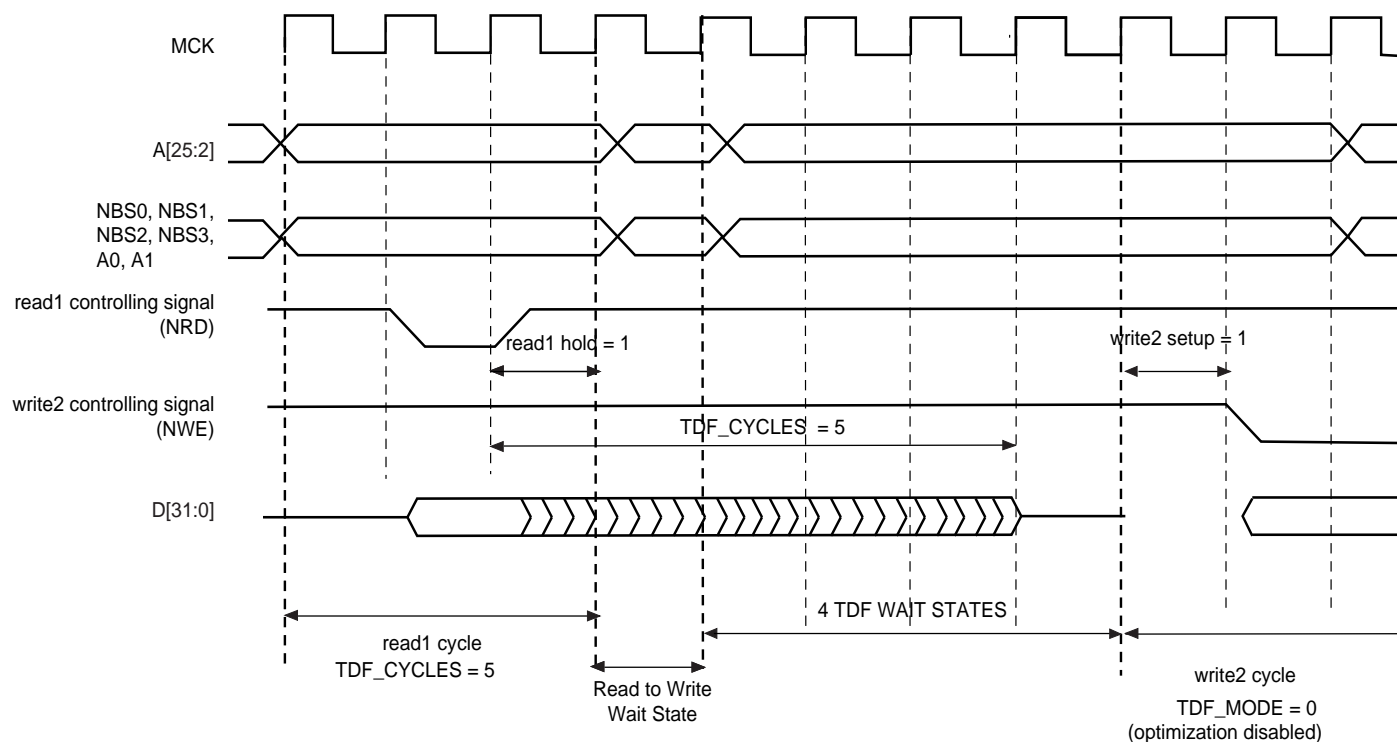 MCK
A[25:2]
NBS0, NBS1,
NBS2, NBS3,
A0, A1
read1 controlling signal
(NRD)
read1 hold = 1
write2 setup = 1
write2 controlling signal
(NWE)
TDF_CYCLES = 5
D[31:0]
4 TDF WAIT STATES
read1 cycle
TDF_CYCLES = 5
Read to Write
Wait State
write2 cycle
TDF_MODE = 0
(optimization disabled)